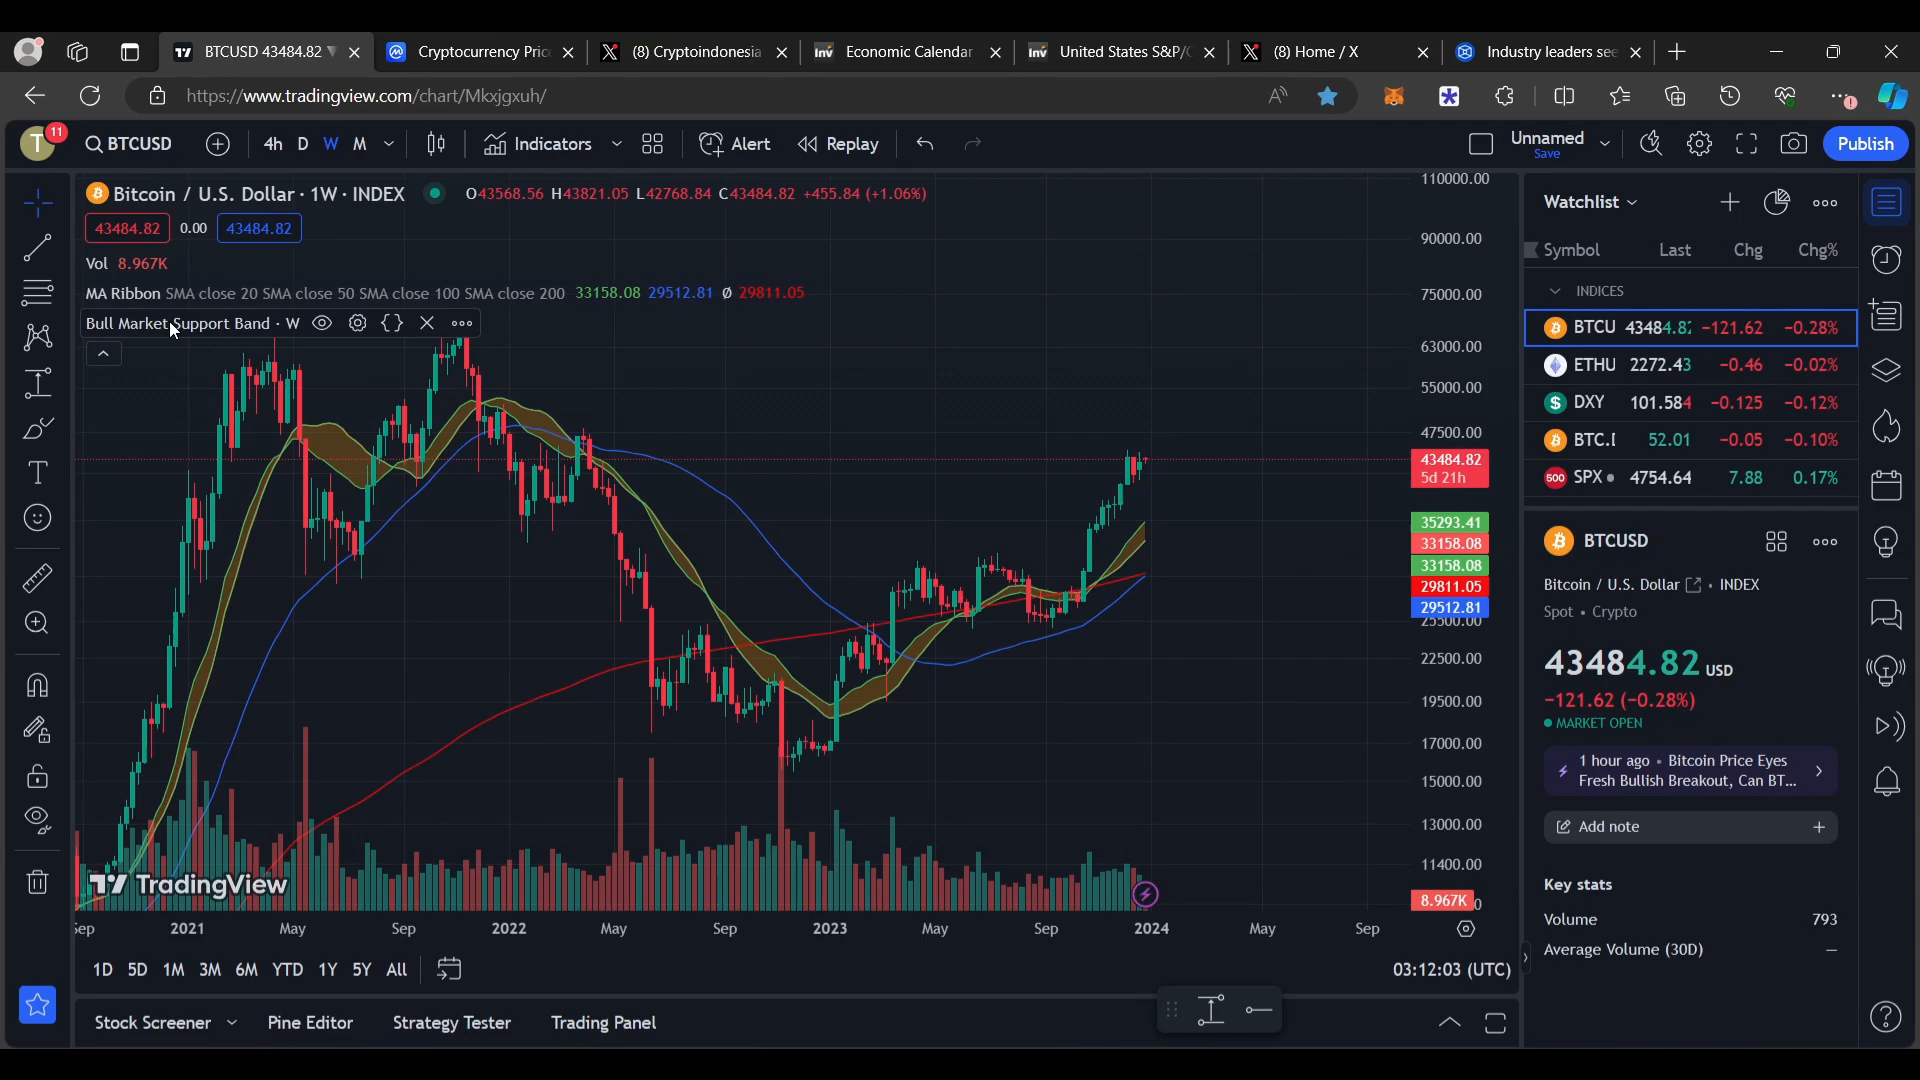 BTCUSD 43484.82 ▼
Cryptocurrency Pric
(8) Cryptoindonesia
Economic Calendar
United States S&P/C
(8) Home / X
Industry leaders see
https://www.tradingview.com/chart/Mkxjgxuh/
T 11
BTCUSD
4h D W M
Indicators
Alert
Replay
Unnamed
Save
Publish
Bitcoin / U.S. Dollar · 1W · INDEX
O43568.56 H43821.05 L42768.84 C43484.82 +455.84 (+1.06%)
43484.82 0.00 43484.82
Vol 8.967K
MA Ribbon SMA close 20 SMA close 50 SMA close 100 SMA close 200 33158.08 29512.81 Ø 29811.05
Bull Market Support Band · W
110000.00
90000.00
75000.00
63000.00
55000.00
47500.00
43484.82
5d 21h
35293.41
33158.08
33158.08
29811.05
29512.81
25500.00
22500.00
19500.00
17000.00
15000.00
13000.00
11400.00
8.967K
TradingView
Sep 2021 May Sep 2022 May Sep 2023 May Sep 2024 May Sep
1D 5D 1M 3M 6M YTD 1Y 5Y All
03:12:03 (UTC)
Stock Screener
Pine Editor
Strategy Tester
Trading Panel
Watchlist
Symbol Last Chg Chg%
INDICES
BTCU 43484.82 −121.62 −0.28%
ETHU 2272.43 −0.46 −0.02%
DXY 101.584 −0.125 −0.12%
BTC.I 52.01 −0.05 −0.10%
500 SPX 4754.64 7.88 0.17%
BTCUSD
Bitcoin / U.S. Dollar · INDEX
Spot • Crypto
43484.82 USD
−121.62 (−0.28%)
MARKET OPEN
1 hour ago • Bitcoin Price Eyes
Fresh Bullish Breakout, Can BT...
Add note
Key stats
Volume 793
Average Volume (30D) —